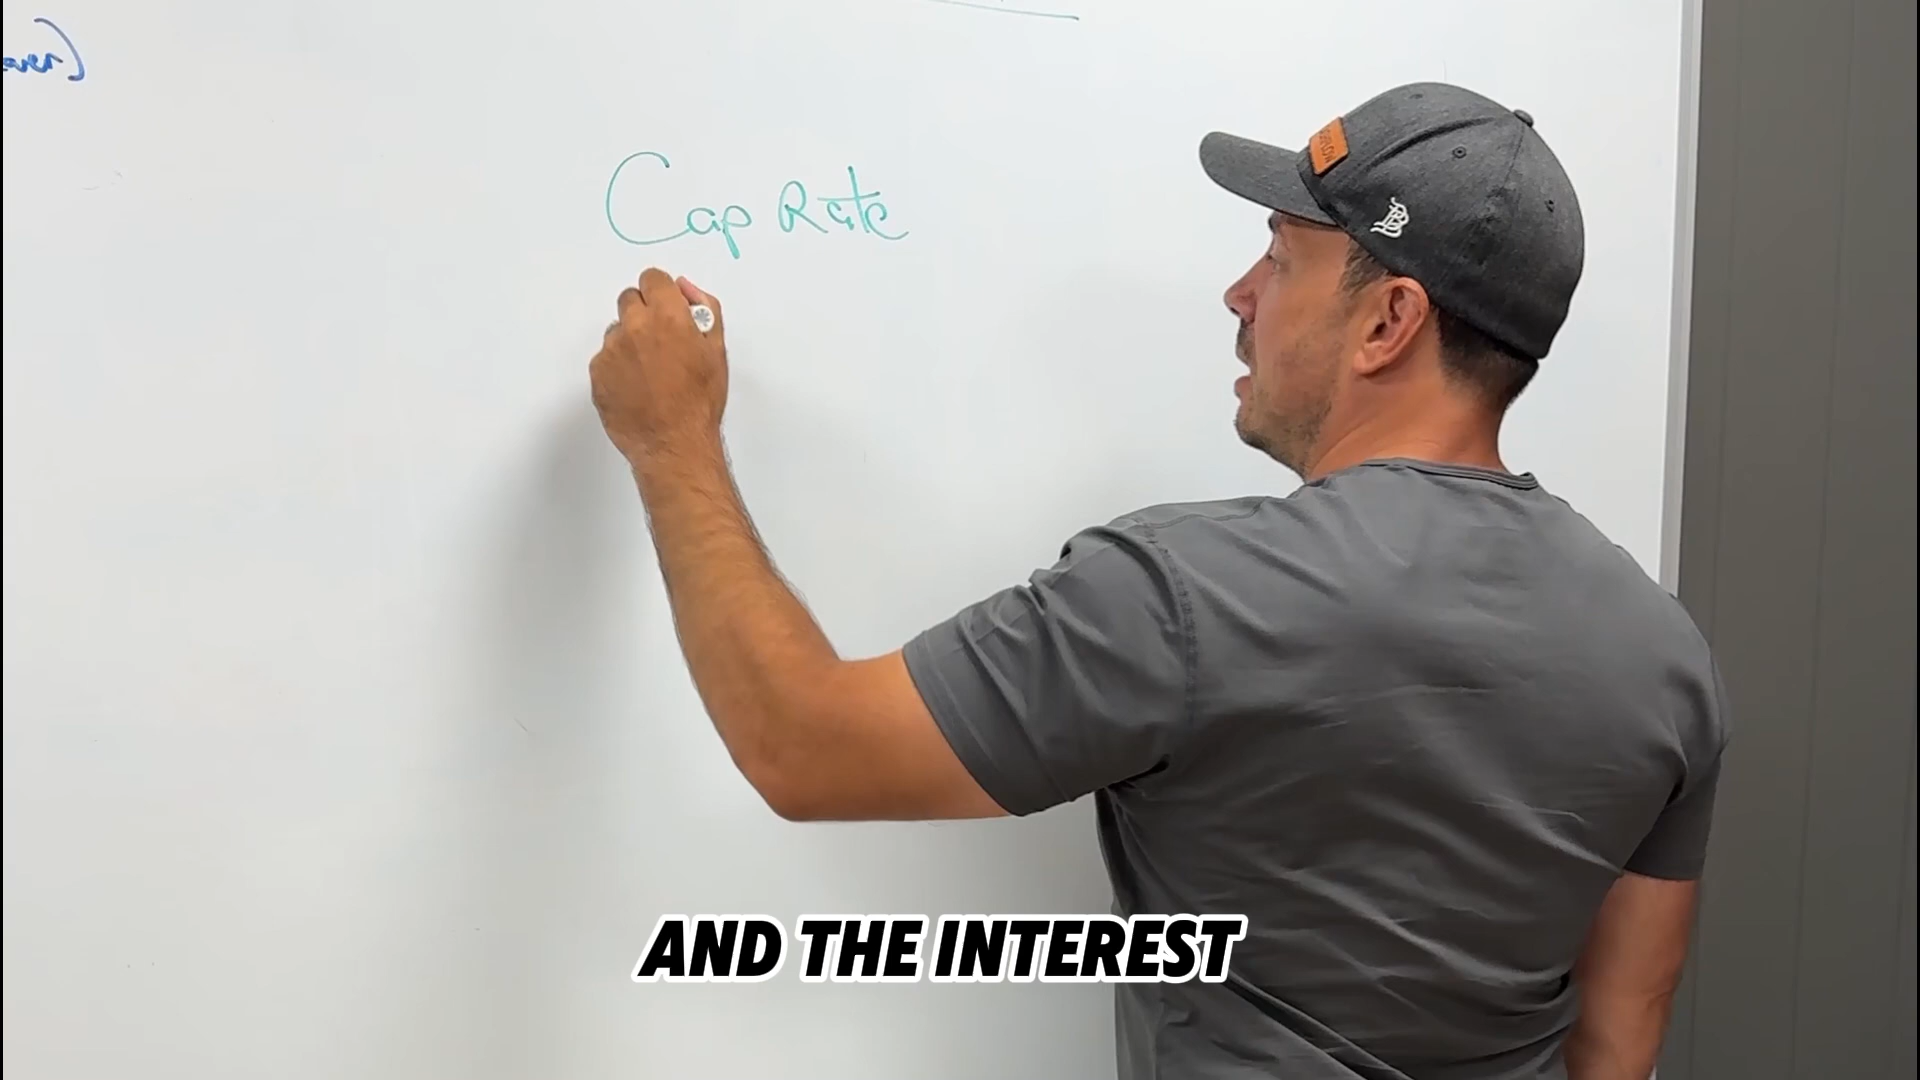 Cap Rate
AND THE INTEREST